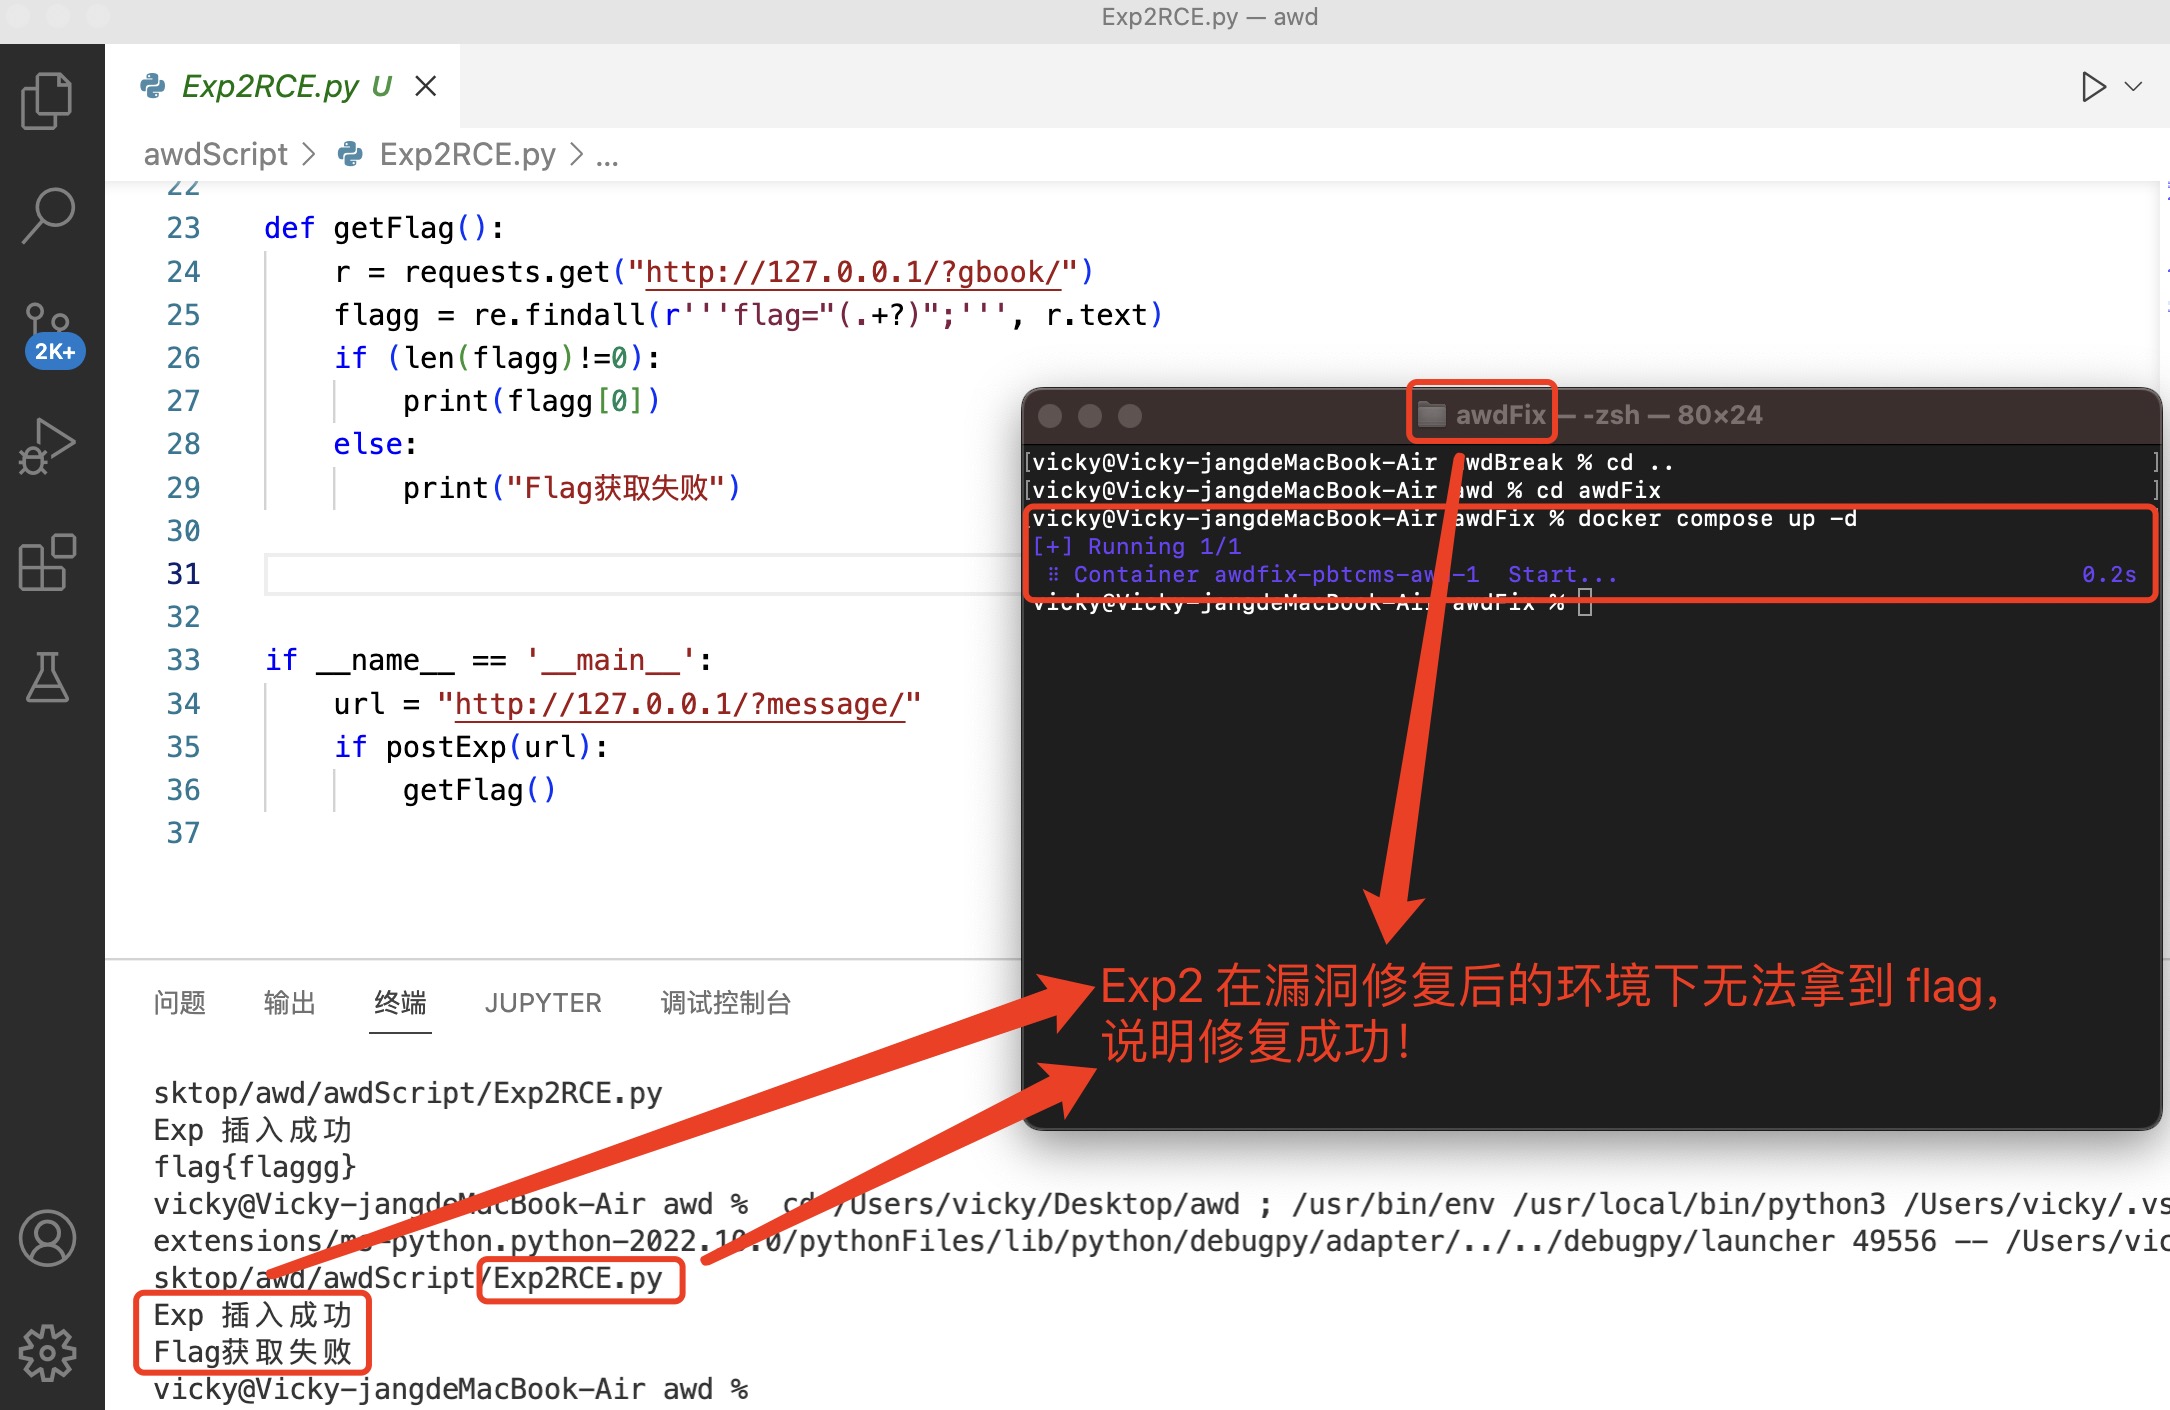 Exp2RCE.py — awd
Exp2RCE.py U
awdScript > Exp2RCE.py > ...
2K+
22
23 def getFlag():
24 r = requests.get("http://127.0.0.1/?gbook/")
25 flagg = re.findall(r'''flag="(.+?)";''', r.text)
26 if (len(flagg)!=0):
27 print(flagg[0])
28 else:
29 print("Flag获取失败")
30
31
32
33 if __name__ == '__main__':
34 url = "http://127.0.0.1/?message/"
35 if postExp(url):
36 getFlag()
37
awdFix — -zsh — 80×24
[vicky@Vicky-jangdeMacBook-Air awdBreak % cd .. ]
[vicky@Vicky-jangdeMacBook-Air awd % cd awdFix ]
vicky@Vicky-jangdeMacBook-Air awdFix % docker compose up -d
[+] Running 1/1
⠿ Container awdfix-pbtcms-awd-1 Start... 0.2s
vicky@Vicky-jangdeMacBook-Air awdFix %
Exp2 在漏洞修复后的环境下无法拿到 flag,
说明修复成功！
问题 输出 终端 JUPYTER 调试控制台
sktop/awd/awdScript/Exp2RCE.py
Exp 插入成功
flag{flaggg}
vicky@Vicky-jangdeMacBook-Air awd % cd /Users/vicky/Desktop/awd ; /usr/bin/env /usr/local/bin/python3 /Users/vicky/.vs
extensions/ms-python.python-2022.10.0/pythonFiles/lib/python/debugpy/adapter/../../debugpy/launcher 49556 -- /Users/vic
sktop/awd/awdScript/Exp2RCE.py
Exp 插入成功
Flag获取失败
vicky@Vicky-jangdeMacBook-Air awd %